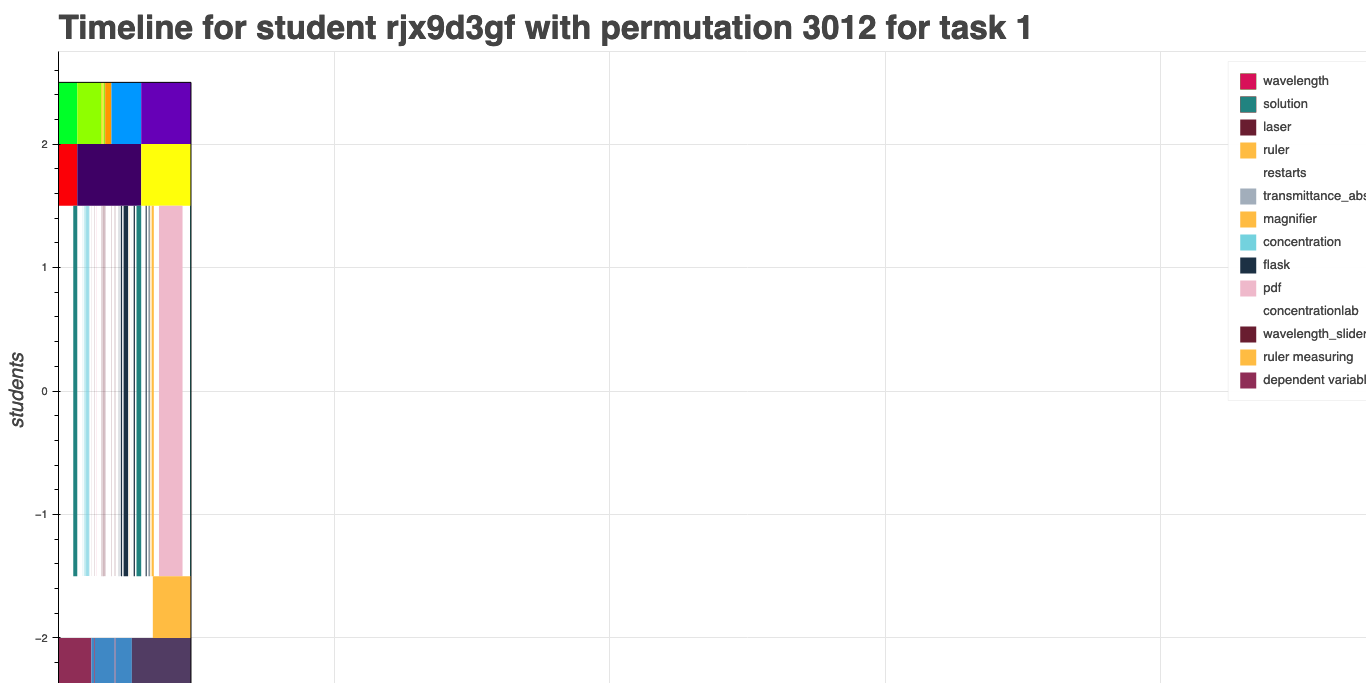 Timeline for student rjx9d3gf with permutation 3012 for task 1
students
2
1
0
−1
−2
wavelength
solution
laser
ruler
restarts
transmittance_abs
magnifier
concentration
flask
pdf
concentrationlab
wavelength_slider
ruler measuring
dependent variabl